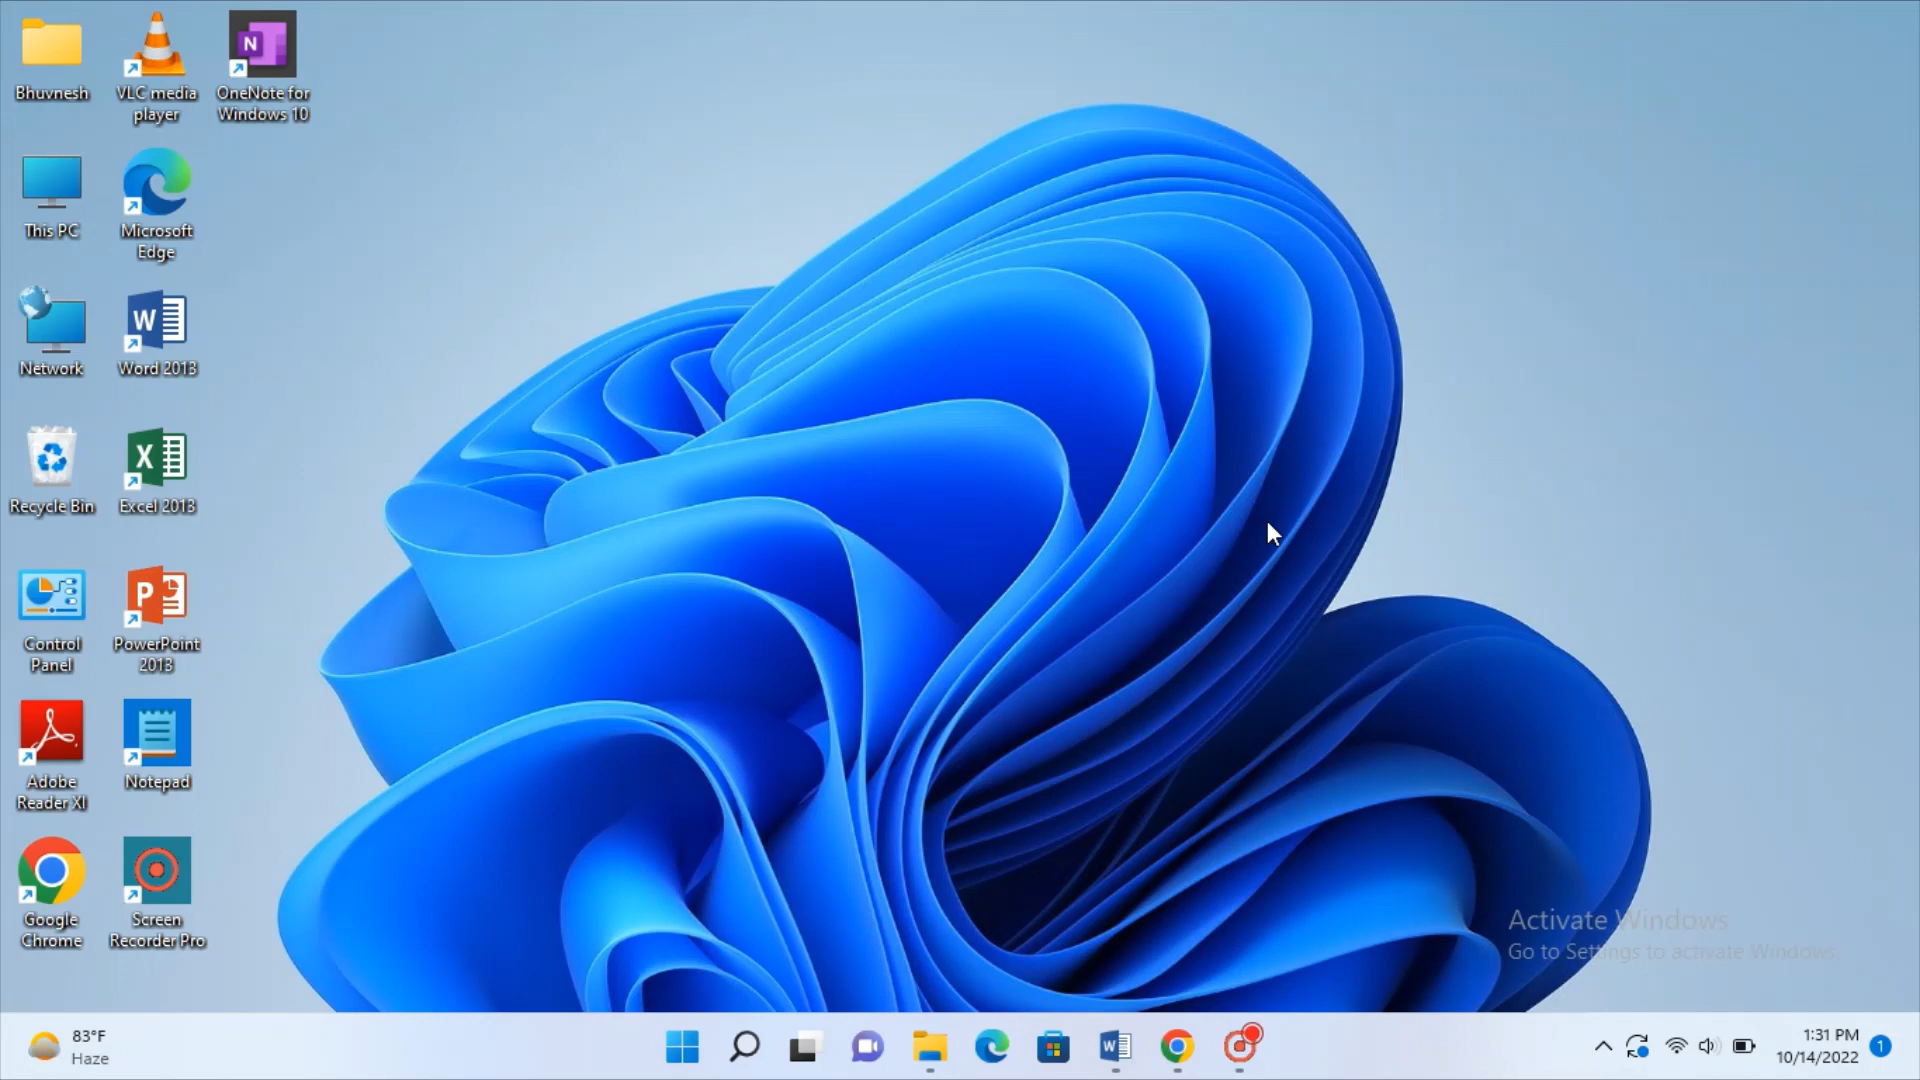 Bhuvnesh
VLC media
player
OneNote for
Windows 10
This PC
Microsoft
Edge
Network
Word 2013
Recycle Bin
Excel 2013
Control
Panel
PowerPoint
2013
Adobe
Reader XI
Notepad
Google
Chrome
Screen
Recorder Pro
Activate Windows
Go to Settings to activate Windows.
83°F
Haze
1:31 PM
10/14/2022
1